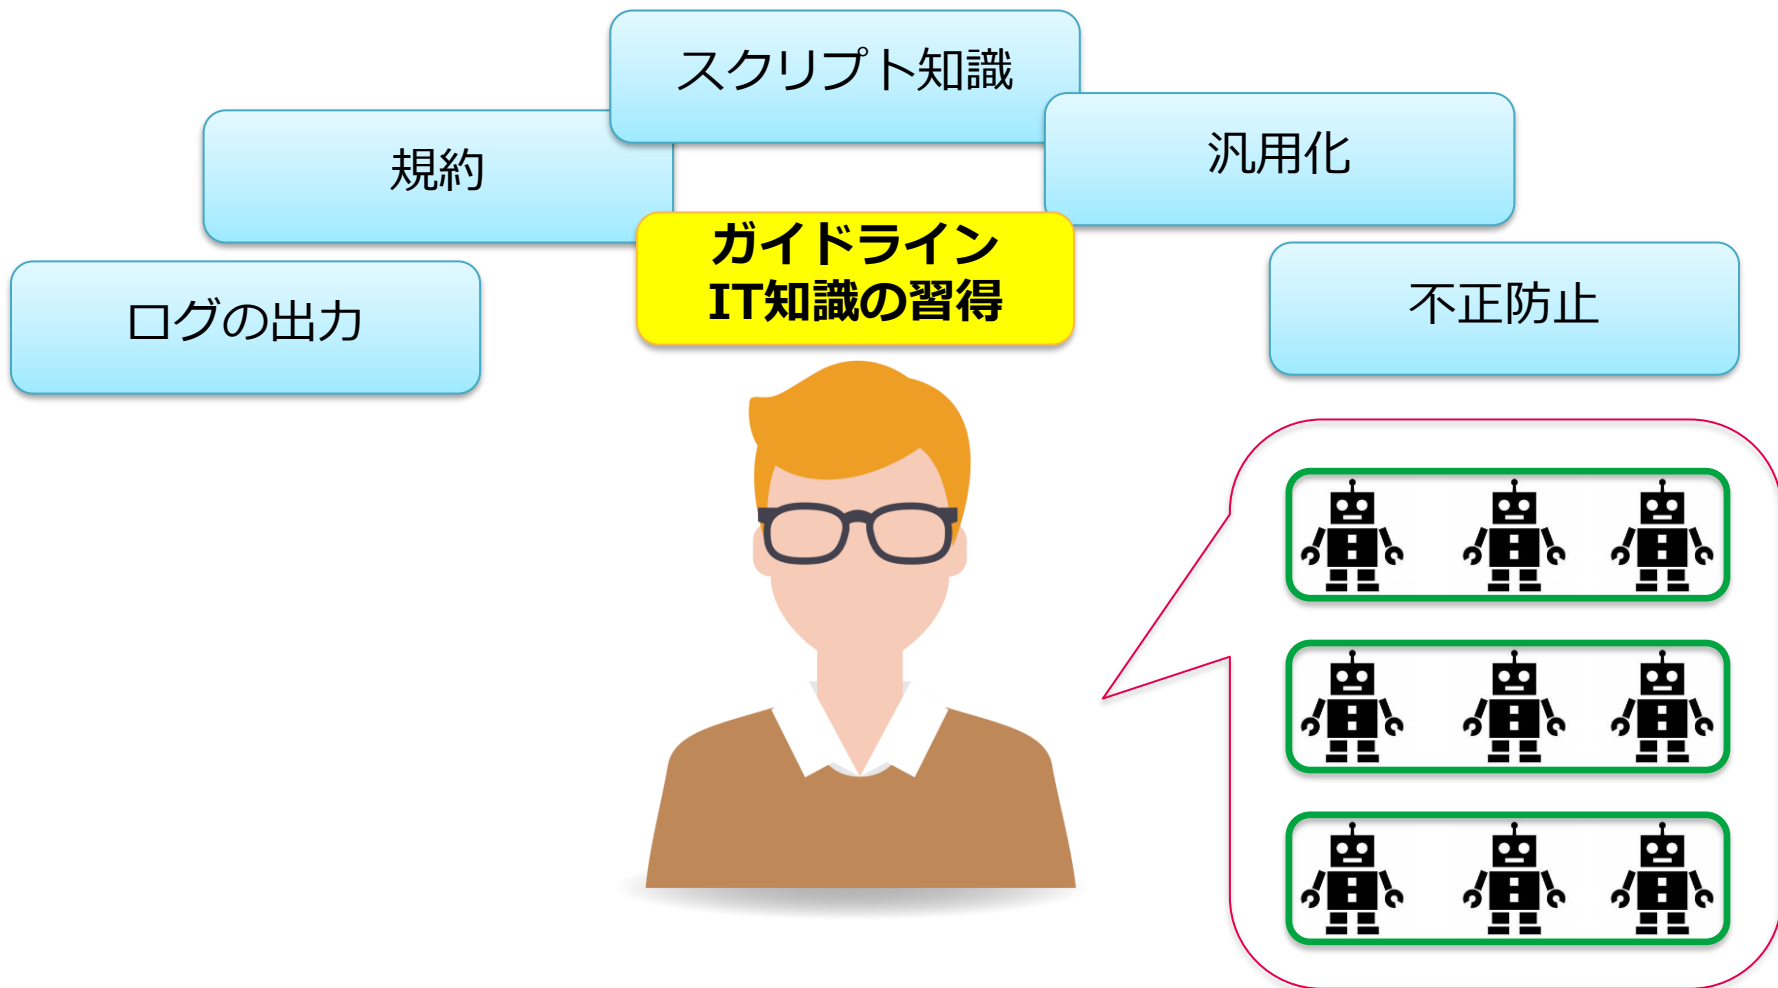 スクリプト知識
規約
汎用化
ガイドライン
IT知識の習得
ログの出力
不正防止